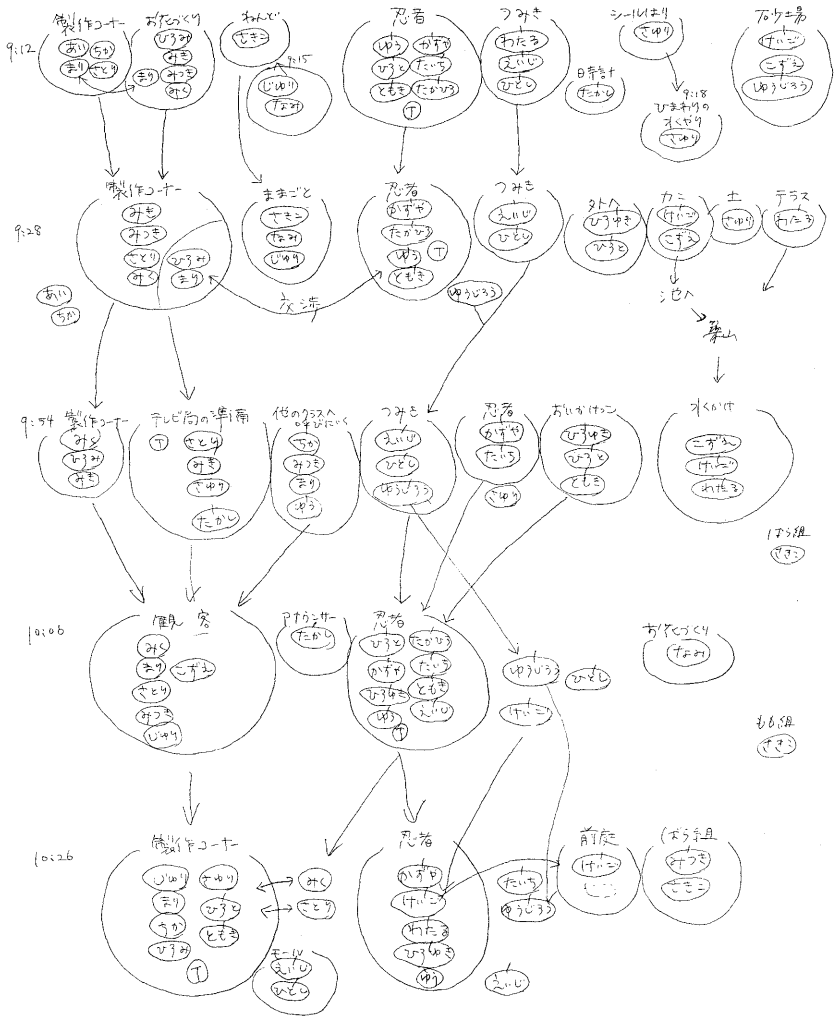 9:12
製作コーナー
あい ちか
まり さとり
お花づくり
ひろみ
みき
まり みつき
みく
ねんど
さきこ
9:15
じゅり
なみ
忍者
ゆう かずや
ひろと たいち
ともき たかひろ
T
つみき
わたる
えいじ
ひとし
日時計
たかし
シールはり
さゆり
9:18
ひまわりの
水くやり
さゆり
けいご
こずえ
ゆうじろう
9:28
製作コーナー
みき
みつき
さとり ひろみ
みく まり
あい
ちか
ままごと
さきこ
なみ
じゅり
交渉
忍者
かずや
たかひろ
ゆう T
ともき
つみき
えいじ
ひとし
ゆうじろう
外へ
ひろゆき
ひろと
カニ
けいご
こずえ
池へ
築山
土
さゆり
テラス
わたる
9:54
製作コーナー
みく
ひろみ
みき
テレビ局の準備
T さとり
みき
さゆり
たかし
他のクラスへ
呼びにいく
ちか
みつき
まり
ゆう
つみき
えいじ
ひとし
ゆうじろう
忍者
かずや
たいち
さゆり
おいかけっこ
ひろゆき
ひろと
ともき
水くかけ
こずえ
けいご
わたる
ばら組
さきこ
10:06
観客
みく
まり こずえ
さとり
みつき
じゅり
アナウンサー
たかし
忍者
ひろと たかひろ
かずや たいち
ひろゆき ともき
ゆう えいじ
T
ゆうじろう ひとし
けいご
お花づくり
なみ
もも組
さきこ
10:26
製作コーナー
じゅり さゆり
まり ひろと
ちか ともき
ひろみ
T
みく
さとり
モール
えいじ
ひとし
忍者
かずや
けいご
わたる
ひろゆき
ゆう
たいち
ゆうじろう
えいじ
前庭
けいご
ばら組
みつき
さきこ